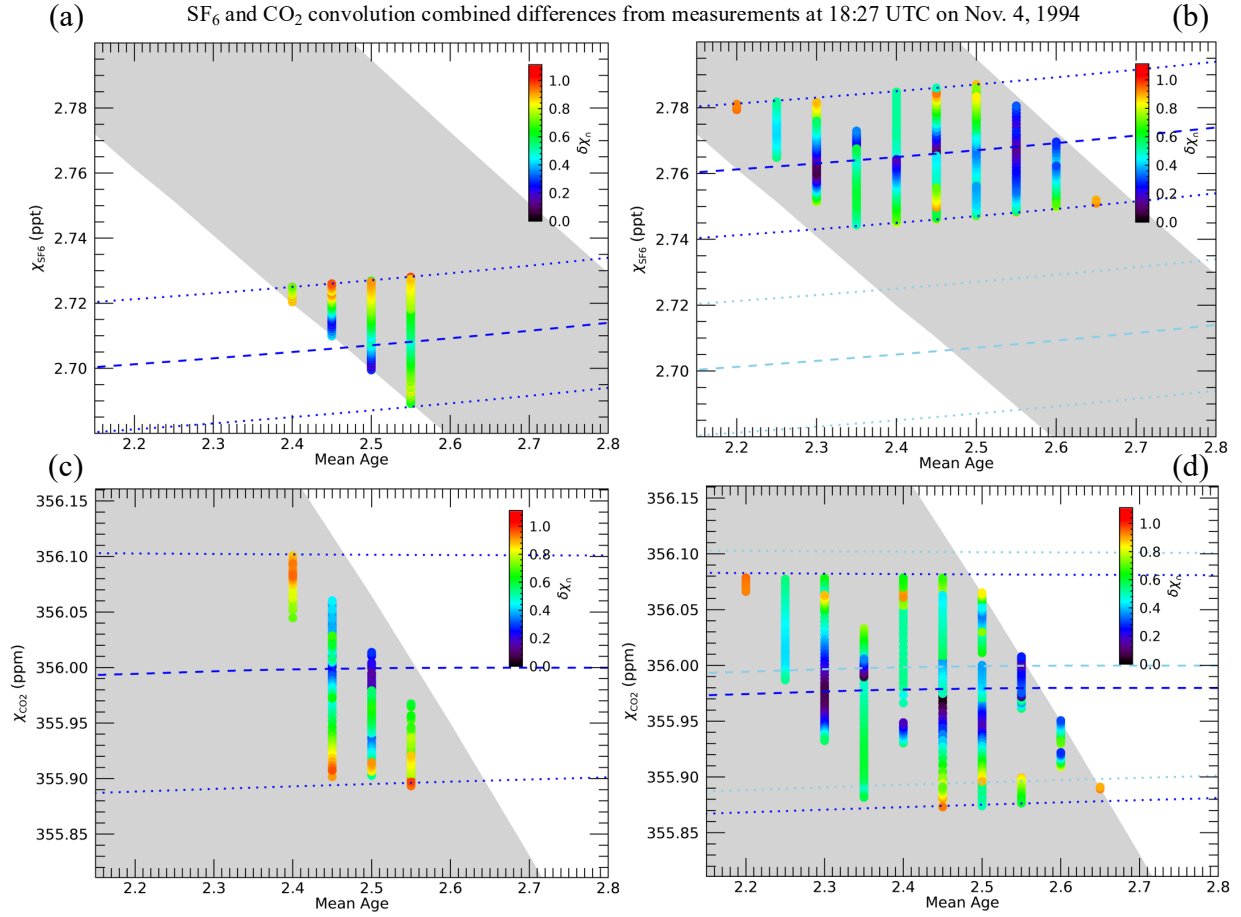 SF₆ and CO₂ convolution combined differences from measurements at 18:27 UTC on Nov. 4, 1994
(a)
(b)
χSF6 (ppt)
2.78
2.76
2.74
2.72
2.70
1.0
0.8
0.6
0.4
0.2
0.0
δχn
2.2 2.3 2.4 2.5 2.6 2.7 2.8
Mean Age
χSF6 (ppt)
2.78
2.76
2.74
2.72
2.70
1.0
0.8
0.6
0.4
0.2
0.0
δχn
2.2 2.3 2.4 2.5 2.6 2.7 2.8
Mean Age
(c)
(d)
χCO2 (ppm)
356.15
356.10
356.05
356.00
355.95
355.90
355.85
1.0
0.8
0.6
0.4
0.2
0.0
δχn
2.2 2.3 2.4 2.5 2.6 2.7 2.8
Mean Age
χCO2 (ppm)
356.15
356.10
356.05
356.00
355.95
355.90
355.85
1.0
0.8
0.6
0.4
0.2
0.0
δχn
2.2 2.3 2.4 2.5 2.6 2.7 2.8
Mean Age